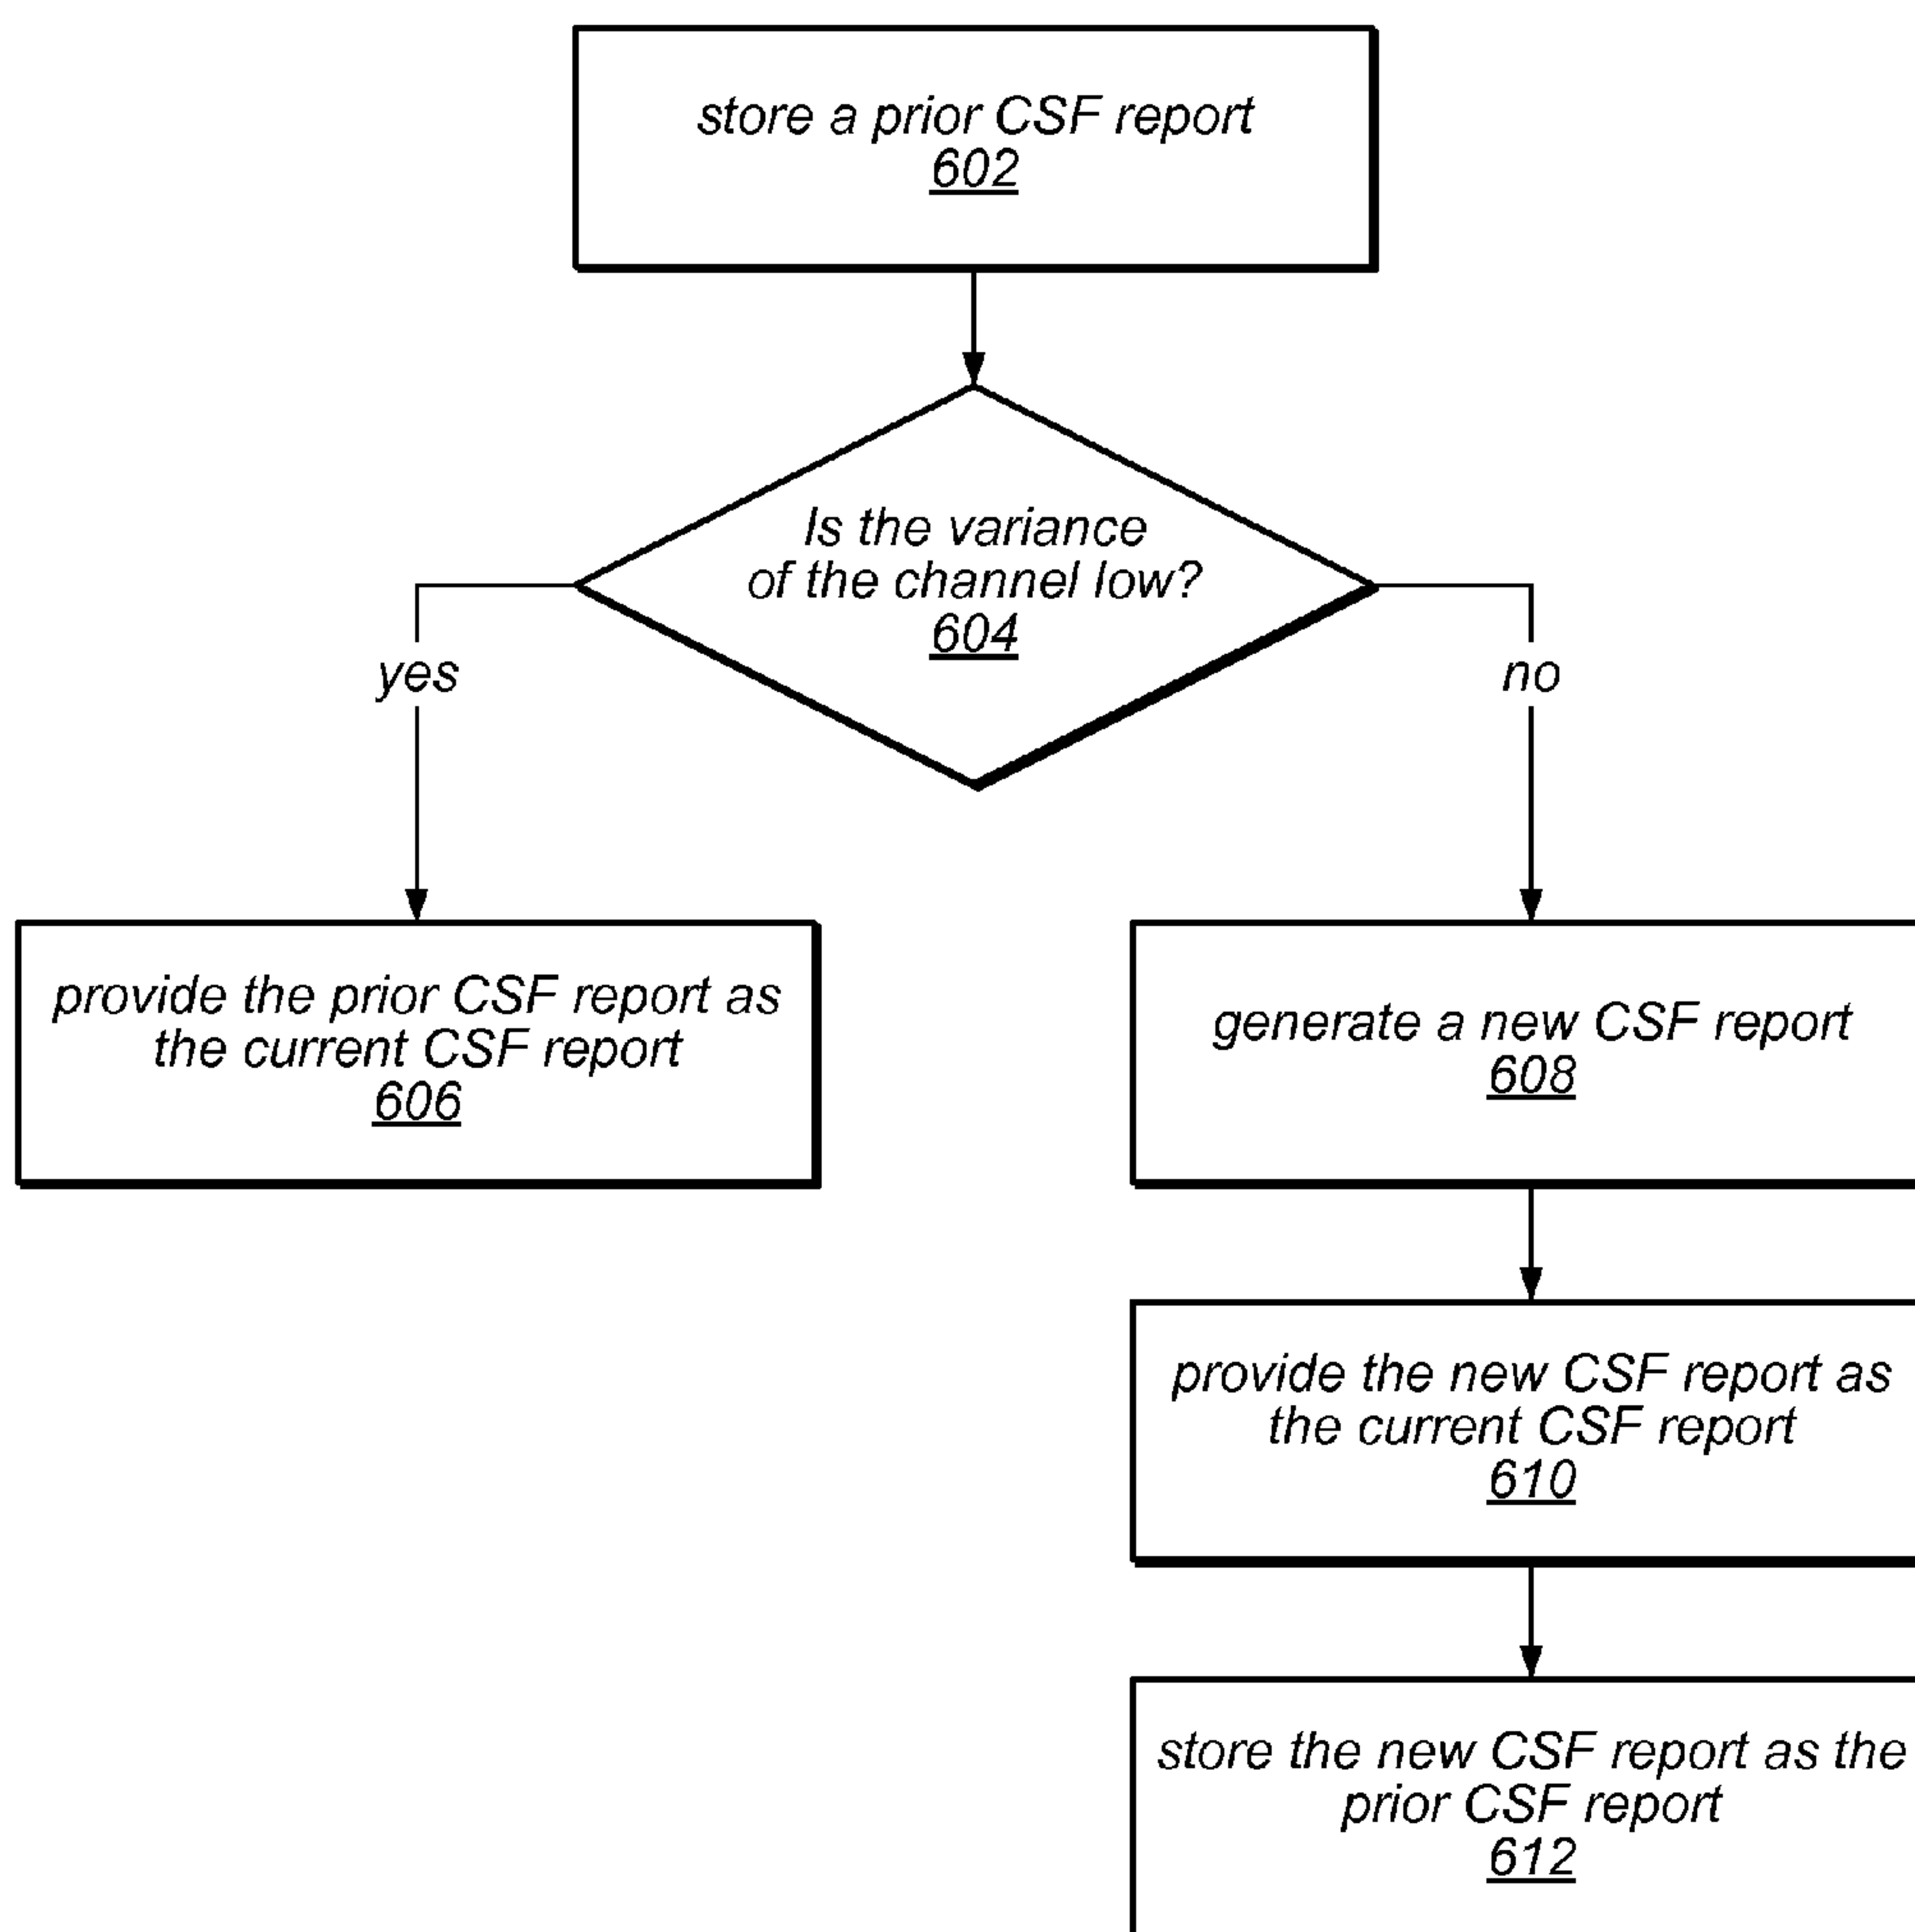 store a prior CSF report
602
Is the variance
of the channel low?
604
yes
no
provide the prior CSF report as
the current CSF report
606
generate a new CSF report
608
provide the new CSF report as
the current CSF report
610
store the new CSF report as the
prior CSF report
612